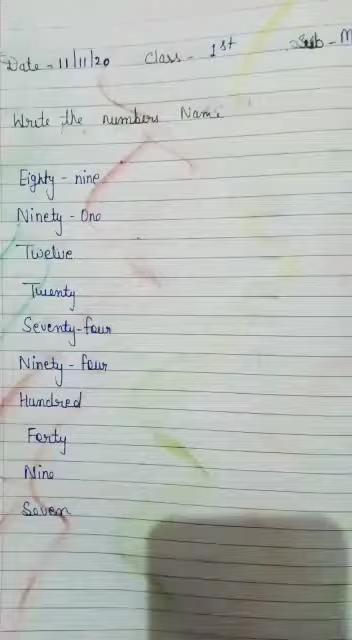 Date - 11/11/20 Class - 1st Sub - M
Write the numbers Name
Eighty - nine
Ninety - One
Twelve
Twenty
Seventy-four
Ninety - four
Hundred
Forty
Nine
Seven